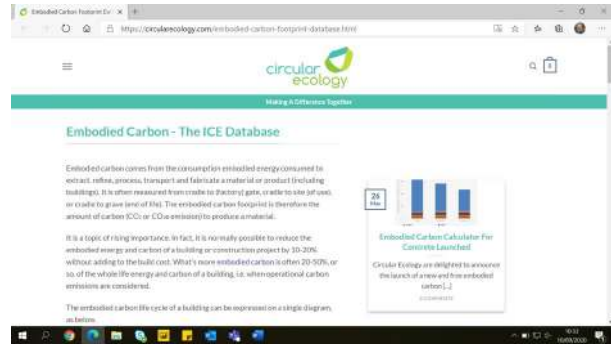 Embodied Carbon Footprint Da
https://circularecology.com/embodied-carbon-footprint-database.html
circular
ecology
Making A Difference Together
Embodied Carbon - The ICE Database
Embodied carbon comes from the consumption embodied energy consumed to
extract, refine, process, transport and fabricate a material or product (including
buildings). It is often measured from cradle to (factory) gate, cradle to site (of use),
or cradle to grave (end of life). The embodied carbon footprint is therefore the
amount of carbon (CO₂ or CO₂e emission) to produce a material.
It is a topic of rising importance. In fact, it is normally possible to reduce the
embodied energy and carbon of a building or construction project by 10-20%
without adding to the build cost. What's more embodied carbon is often 20-50%, or
so, of the whole life energy and carbon of a building, i.e. when operational carbon
emissions are considered.
The embodied carbon life cycle of a building can be expressed on a single diagram,
as below.
26
May
Embodied Carbon Calculator For
Concrete Launched
Circular Ecology are delighted to announce
the launch of a new and free embodied
carbon [...]